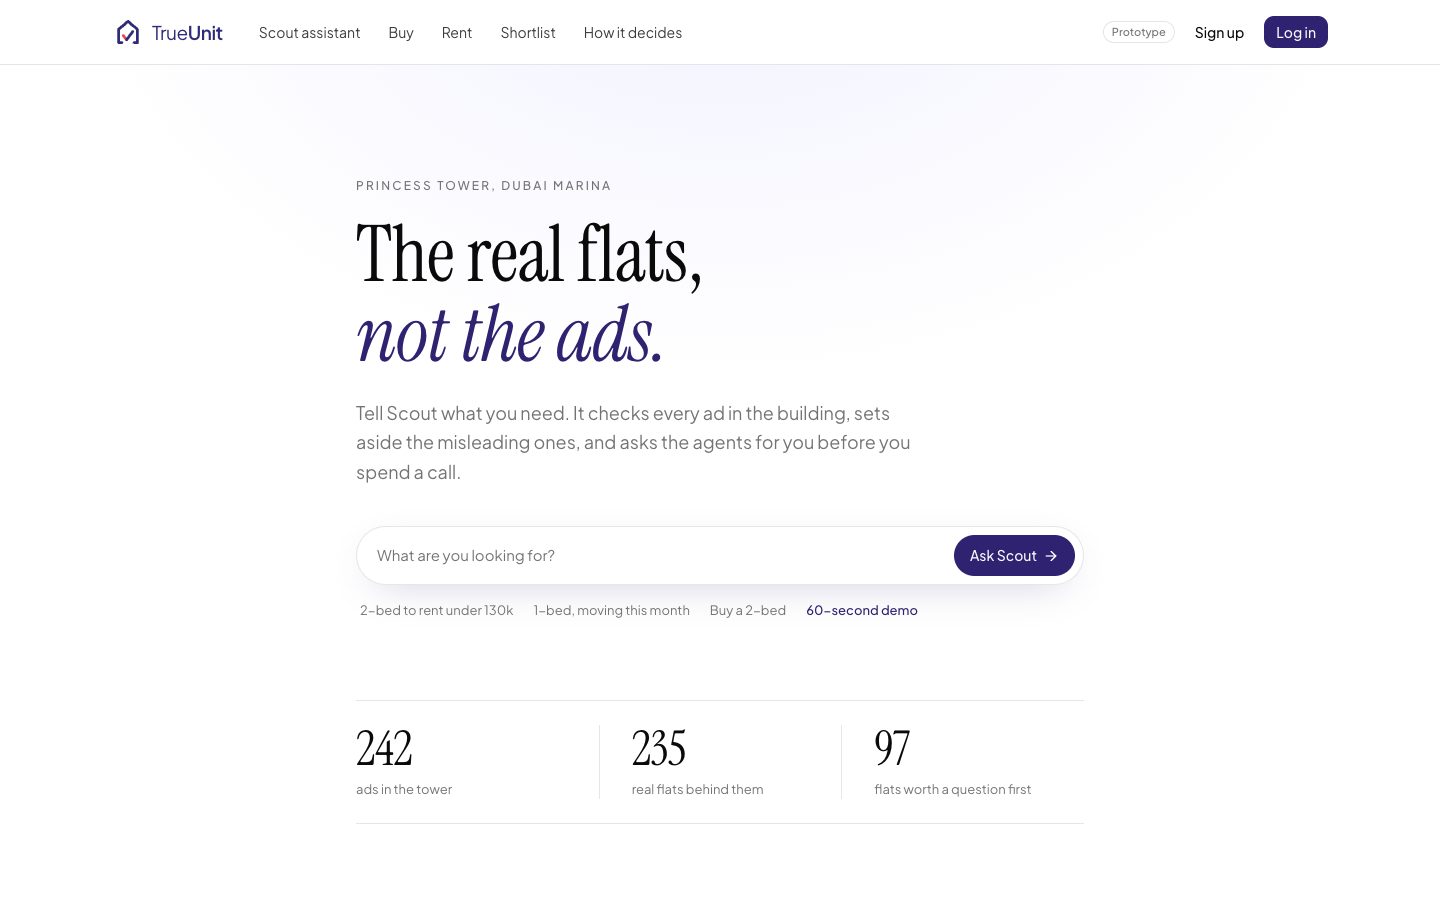 TrueUnit
Scout assistant
Buy
Rent
Shortlist
How it decides
Prototype
Sign up
Log in
PRINCESS TOWER, DUBAI MARINA
The real flats,
not the ads.
Tell Scout what you need. It checks every ad in the building, sets
aside the misleading ones, and asks the agents for you before you
spend a call.
What are you looking for?
Ask Scout →
2-bed to rent under 130k
1-bed, moving this month
Buy a 2-bed
60-second demo
242
ads in the tower
235
real flats behind them
97
flats worth a question first